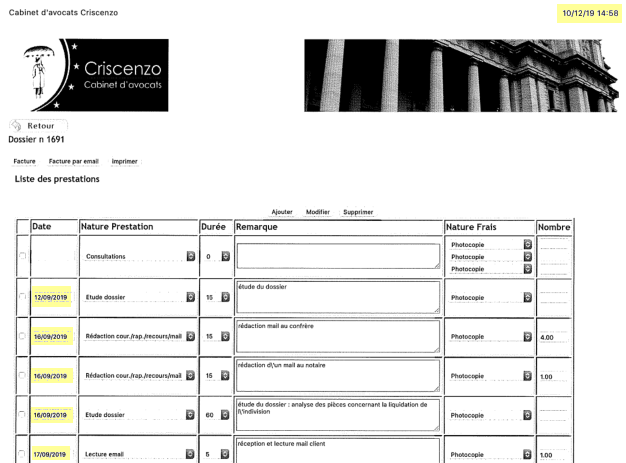 Cabinet d'avocats Criscenzo
10/12/19 14:58
Criscenzo
Cabinet d'avocats
Retour
Dossier n 1691
Facture Facture par email Imprimer
Liste des prestations
Ajouter Modifier Supprimer
Date Nature Prestation Durée Remarque Nature Frais Nombre
Consultations 0 Photocopie
Photocopie
Photocopie
12/09/2019 Etude dossier 15 étude du dossier Photocopie
16/09/2019 Rédaction cour./rap./recours/mail 15 rédaction mail au confrère Photocopie 4.00
16/09/2019 Rédaction cour./rap./recours/mail 15 rédaction d\'un mail au notaire Photocopie 1.00
16/09/2019 Etude dossier 60 étude du dossier : analyse des pièces concernant la liquidation de
l\'indivision Photocopie
17/09/2019 Lecture email 5 réception et lecture mail client Photocopie 1.00